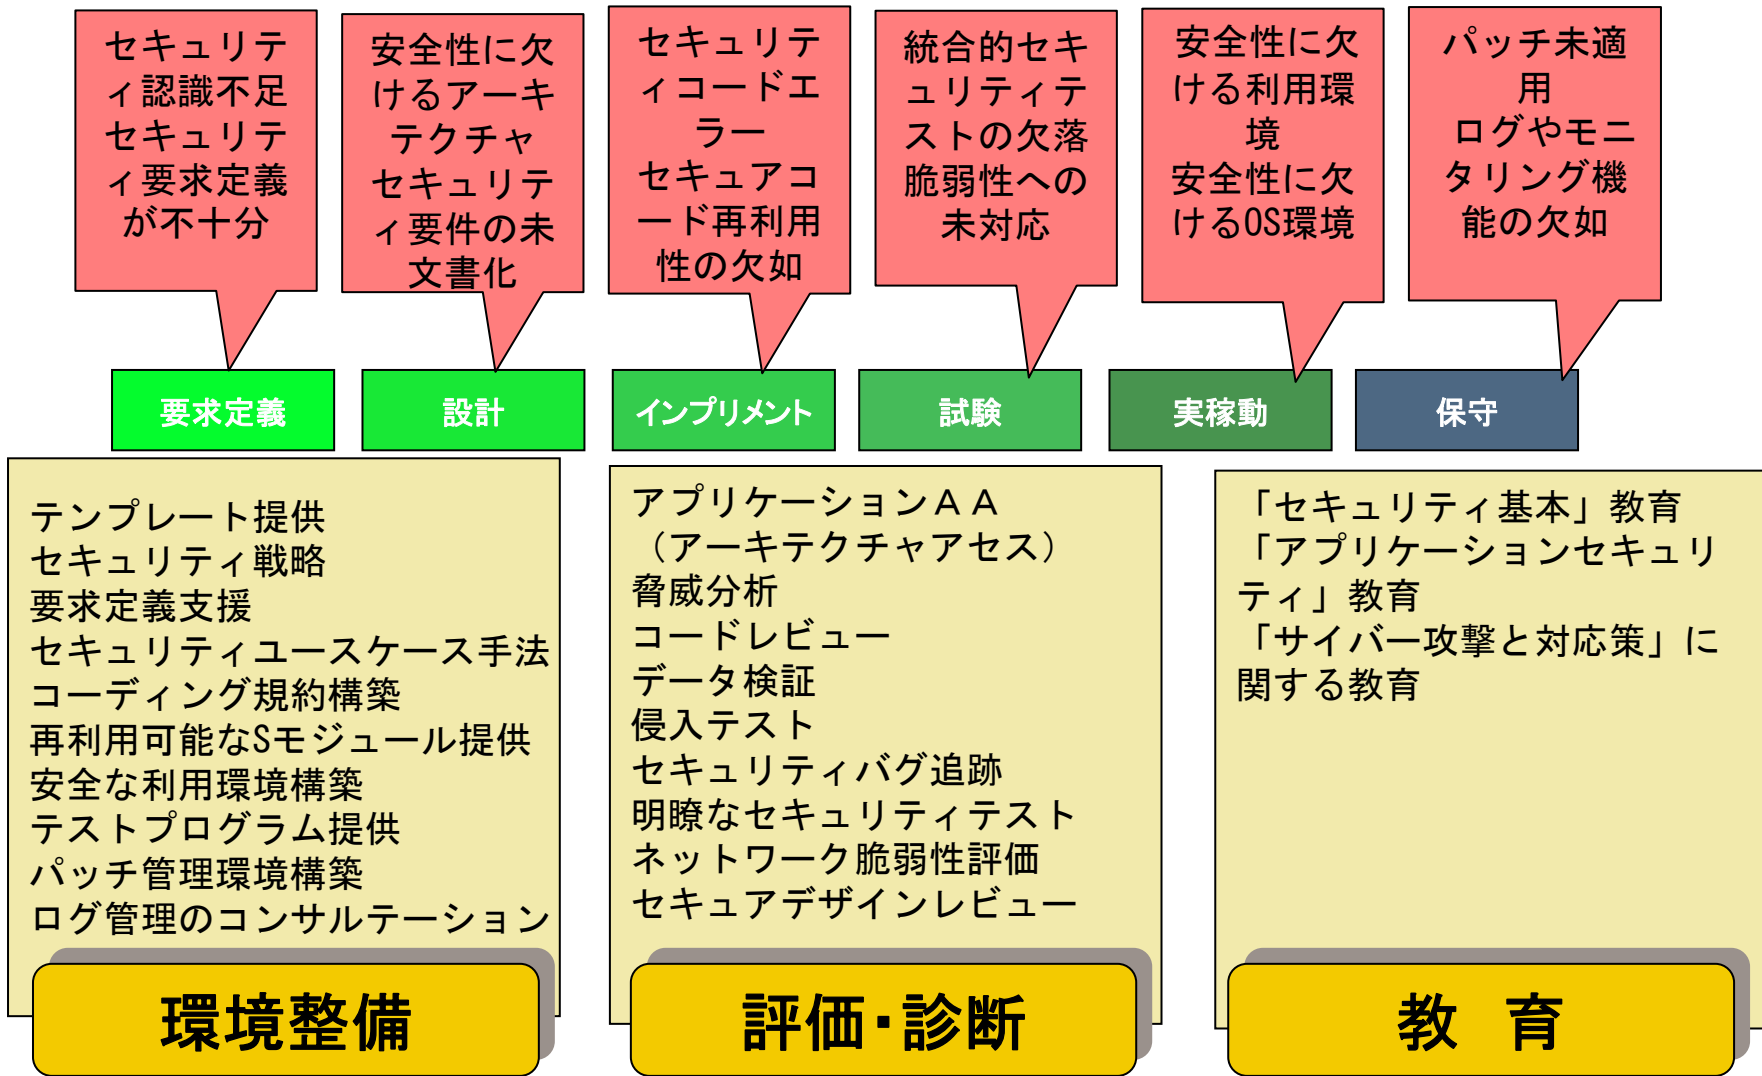 セキュリテ
ィ認識不足
セキュリテ
ィ要求定義
が不十分
安全性に欠
けるアーキ
テクチャ
セキュリテ
ィ要件の未
文書化
セキュリテ
ィコードエ
ラー
セキュアコ
ード再利用
性の欠如
統合的セキ
ュリティテ
ストの欠落
脆弱性への
未対応
安全性に欠
ける利用環
境
安全性に欠
けるOS環境
パッチ未適
用
ログやモニ
タリング機
能の欠如
要求定義
設計
インプリメント
試験
実稼動
保守
テンプレート提供
セキュリティ戦略
要求定義支援
セキュリティユースケース手法
コーディング規約構築
再利用可能なSモジュール提供
安全な利用環境構築
テストプログラム提供
パッチ管理環境構築
ログ管理のコンサルテーション
環境整備
アプリケーションＡＡ
（アーキテクチャアセス）
脅威分析
コードレビュー
データ検証
侵入テスト
セキュリティバグ追跡
明瞭なセキュリティテスト
ネットワーク脆弱性評価
セキュアデザインレビュー
評価・診断
「セキュリティ基本」教育
「アプリケーションセキュリ
ティ」教育
「サイバー攻撃と対応策」に
関する教育
教　育